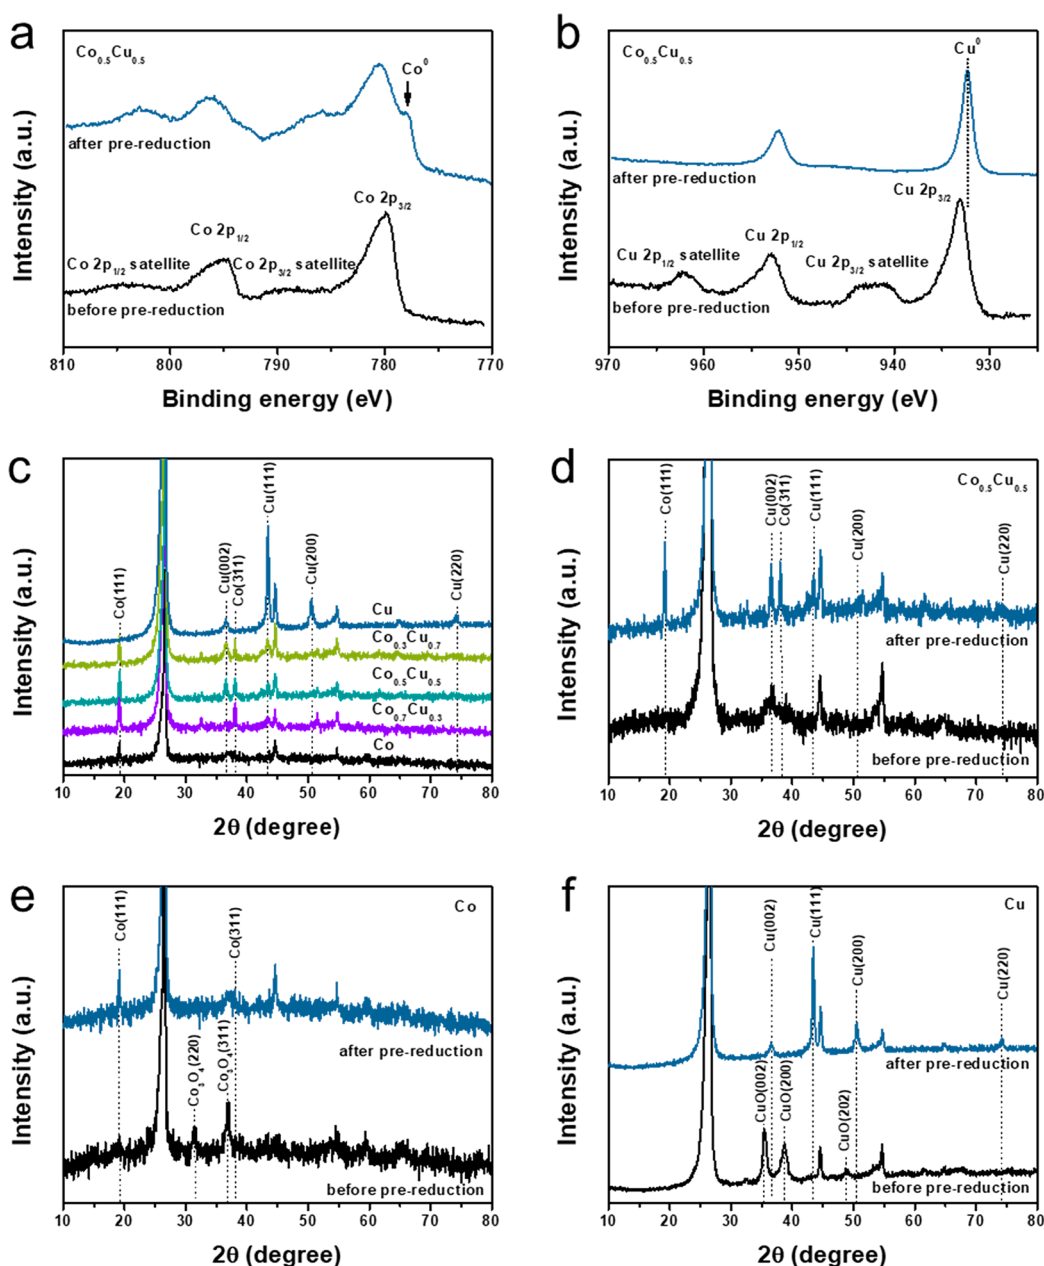 a
Co0.5Cu0.5
Co0
after pre-reduction
Co 2p3/2
Co 2p1/2
Co 2p1/2 satellite
Co 2p3/2 satellite
before pre-reduction
Intensity (a.u.)
810 800 790 780 770
Binding energy (eV)
b
Co0.5Cu0.5
Cu0
after pre-reduction
Cu 2p3/2
Cu 2p1/2
Cu 2p1/2 satellite
Cu 2p3/2 satellite
before pre-reduction
Intensity (a.u.)
970 960 950 940 930
Binding energy (eV)
c
Co(111)
Cu(002)
Co(311)
Cu(111)
Cu(200)
Cu(220)
Cu
Co0.3Cu0.7
Co0.5Cu0.5
Co0.7Cu0.3
Co
Intensity (a.u.)
10 20 30 40 50 60 70 80
2θ (degree)
d
Co0.5Cu0.5
Co(111)
Cu(002)
Co(311)
Cu(111)
Cu(200)
Cu(220)
after pre-reduction
before pre-reduction
Intensity (a.u.)
10 20 30 40 50 60 70 80
2θ (degree)
e
Co
Co(111)
Co(311)
after pre-reduction
Co3O4(220)
Co3O4(311)
before pre-reduction
Intensity (a.u.)
10 20 30 40 50 60 70 80
2θ (degree)
f
Cu
Cu(002)
Cu(111)
Cu(200)
Cu(220)
after pre-reduction
CuO(002)
CuO(200)
CuO(202)
before pre-reduction
Intensity (a.u.)
10 20 30 40 50 60 70 80
2θ (degree)